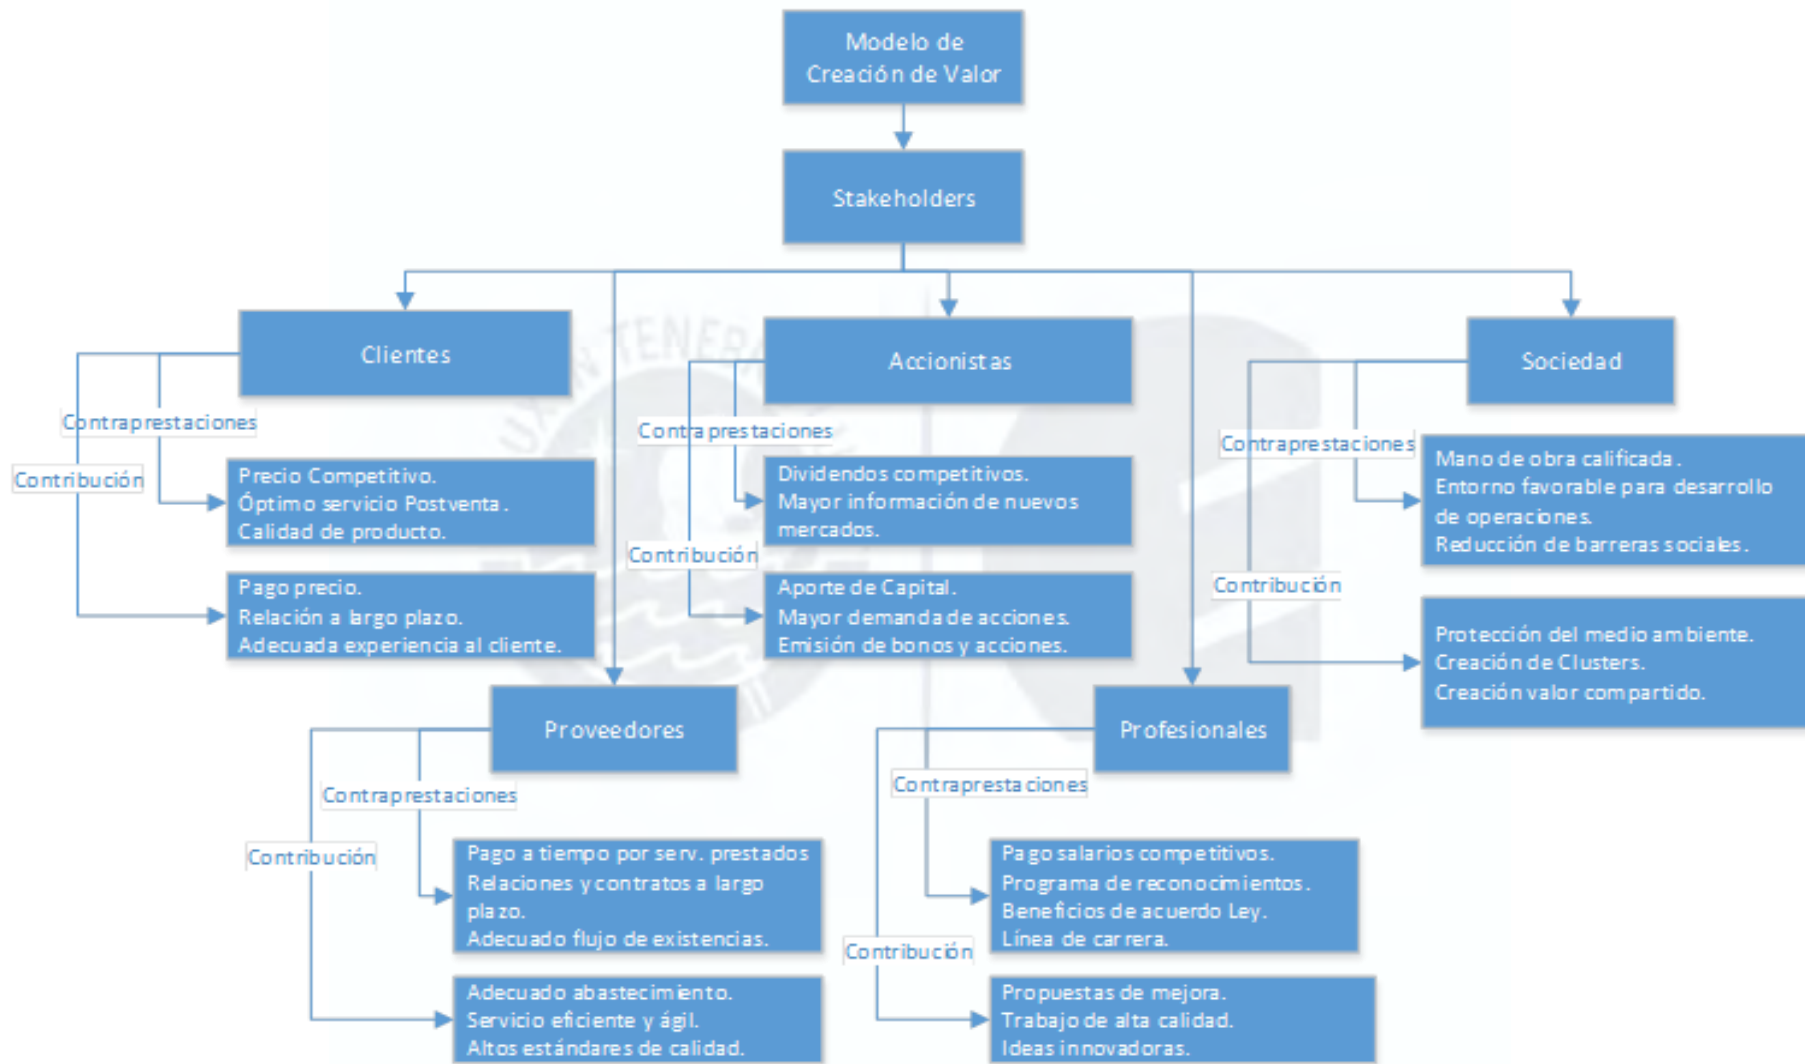 Modelo de
Creación de Valor
Stakeholders
Clientes
Contraprestaciones
Contribución
Precio Competitivo.
Óptimo servicio Postventa.
Calidad de producto.
Pago precio.
Relación a largo plazo.
Adecuada experiencia al cliente.
Accionistas
Contraprestaciones
Contribución
Dividendos competitivos.
Mayor información de nuevos
mercados.
Aporte de Capital.
Mayor demanda de acciones.
Emisión de bonos y acciones.
Sociedad
Contraprestaciones
Contribución
Mano de obra calificada.
Entorno favorable para desarrollo
de operaciones.
Reducción de barreras sociales.
Protección del medio ambiente.
Creación de Clusters.
Creación valor compartido.
Proveedores
Contraprestaciones
Contribución
Pago a tiempo por serv. prestados
Relaciones y contratos a largo
plazo.
Adecuado flujo de existencias.
Adecuado abastecimiento.
Servicio eficiente y ágil.
Altos estándares de calidad.
Profesionales
Contraprestaciones
Contribución
Pago salarios competitivos.
Programa de reconocimientos.
Beneficios de acuerdo Ley.
Línea de carrera.
Propuestas de mejora.
Trabajo de alta calidad.
Ideas innovadoras.